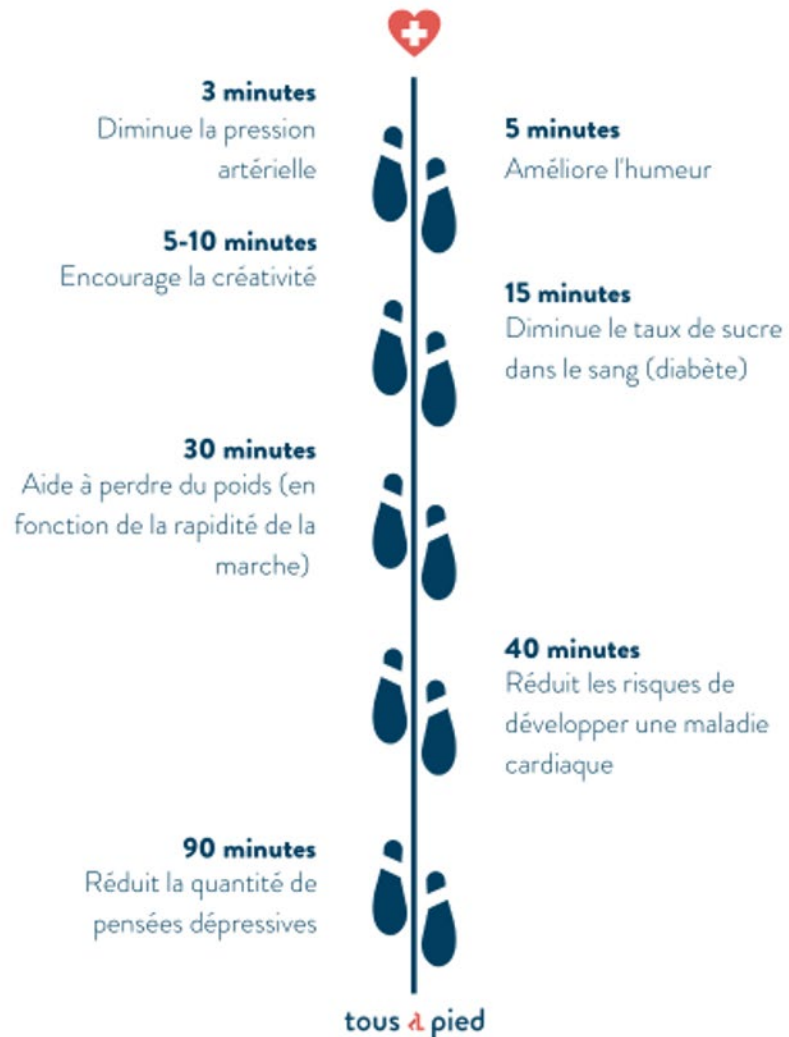 3 minutes
Diminue la pression
artérielle
5 minutes
Améliore l'humeur
5-10 minutes
Encourage la créativité
15 minutes
Diminue le taux de sucre
dans le sang (diabète)
30 minutes
Aide à perdre du poids (en
fonction de la rapidité de la
marche)
40 minutes
Réduit les risques de
développer une maladie
cardiaque
90 minutes
Réduit la quantité de
pensées dépressives
tous à pied